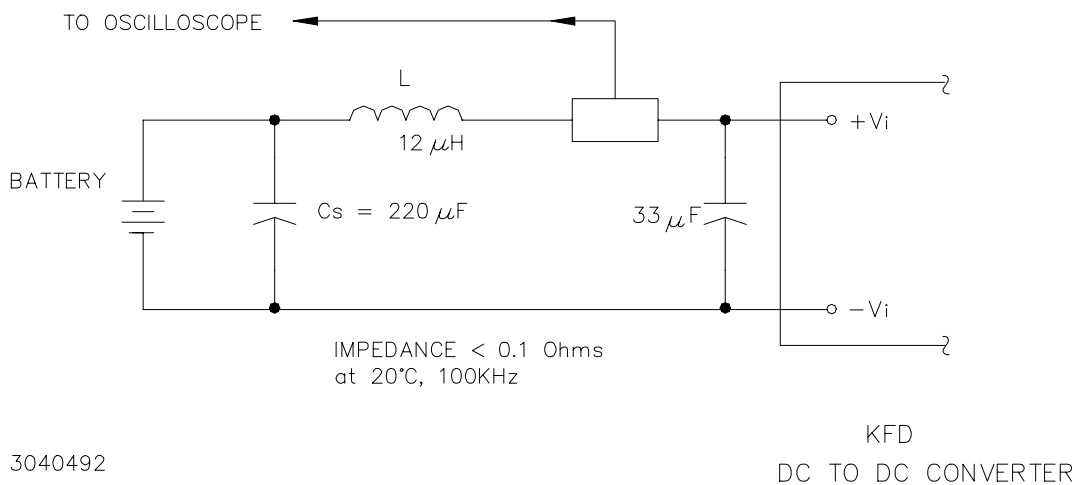 TO OSCILLOSCOPE
L
12 μH
+Vi
BATTERY
Cs = 220 μF
33 μF
−Vi
IMPEDANCE < 0.1 Ohms
at 20°C, 100KHz
KFD
3040492
DC TO DC CONVERTER